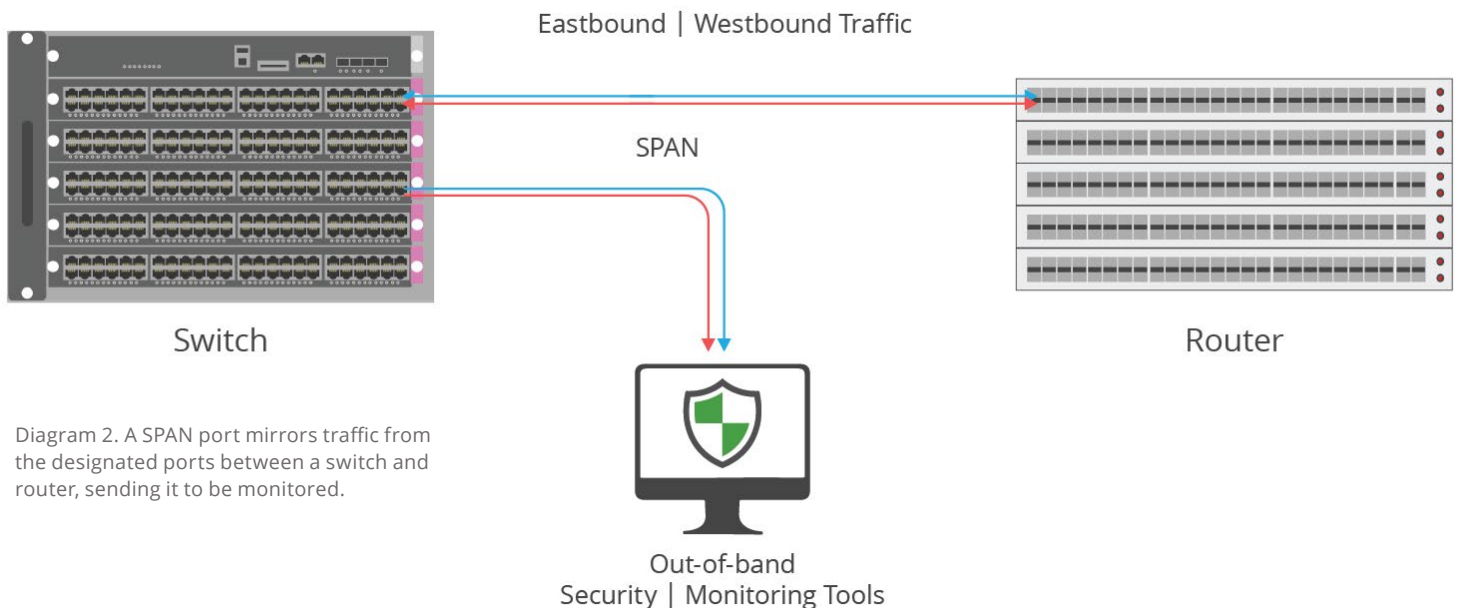 Eastbound | Westbound Traffic
SPAN
Switch
Router
Diagram 2. A SPAN port mirrors traffic from
the designated ports between a switch and
router, sending it to be monitored.
Out-of-band
Security | Monitoring Tools